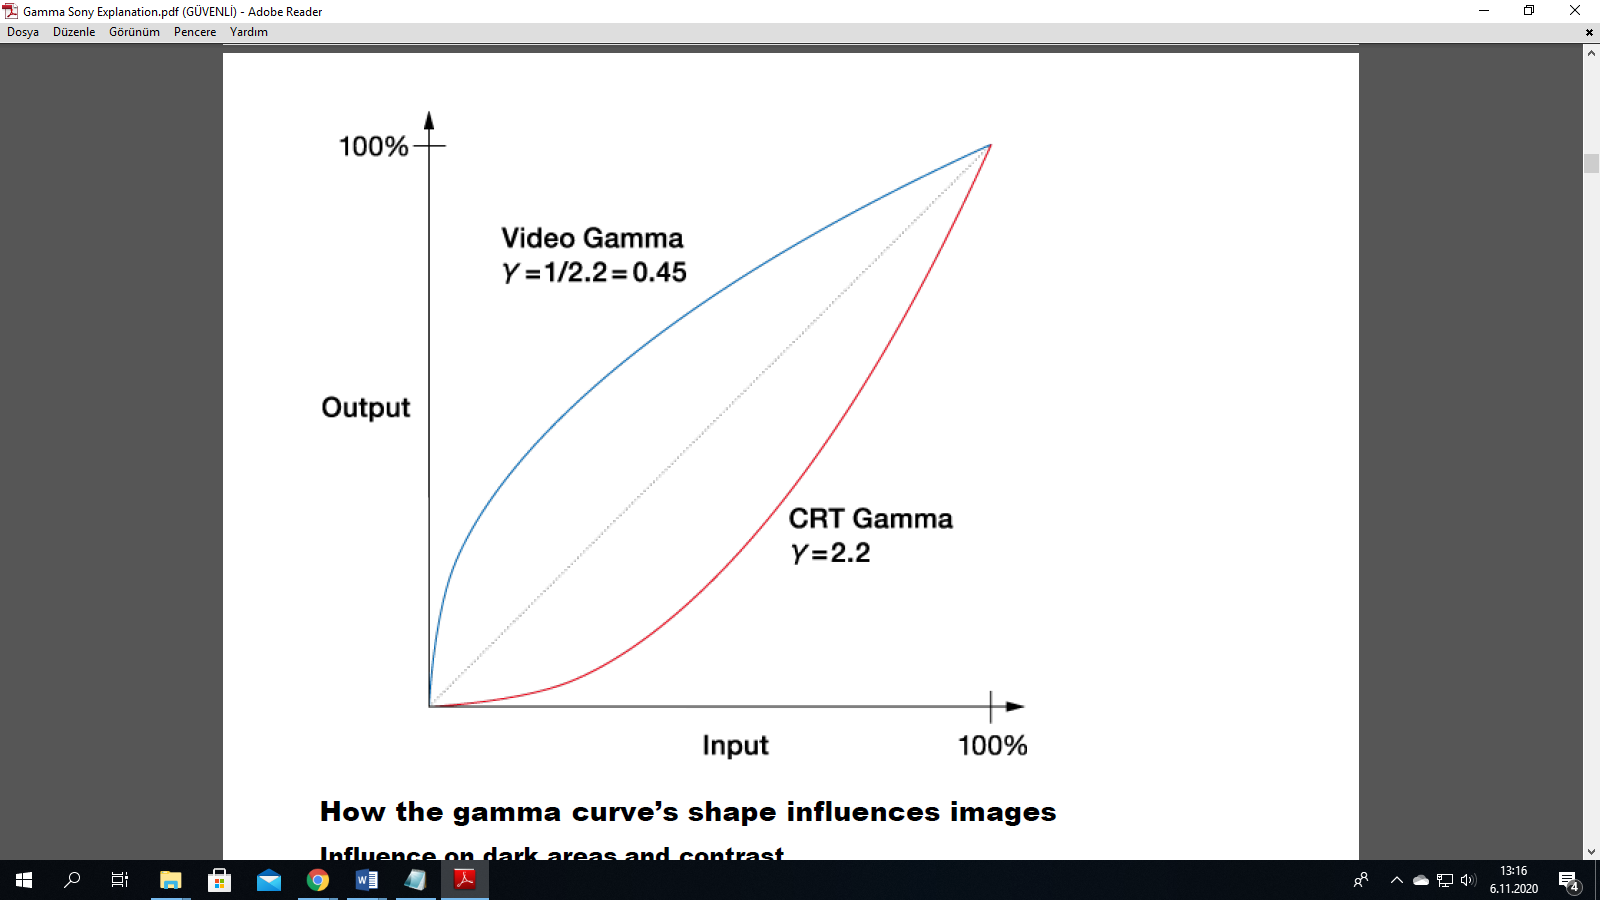 Gamma Sony Explanation.pdf (GÜVENLİ) - Adobe Reader
Dosya Düzenle Görünüm Pencere Yardım
100%
Video Gamma
γ=1/2.2=0.45
Output
CRT Gamma
γ=2.2
Input
100%
How the gamma curve’s shape influences images
Influence on dark areas and contrast
13:16
6.11.2020
4